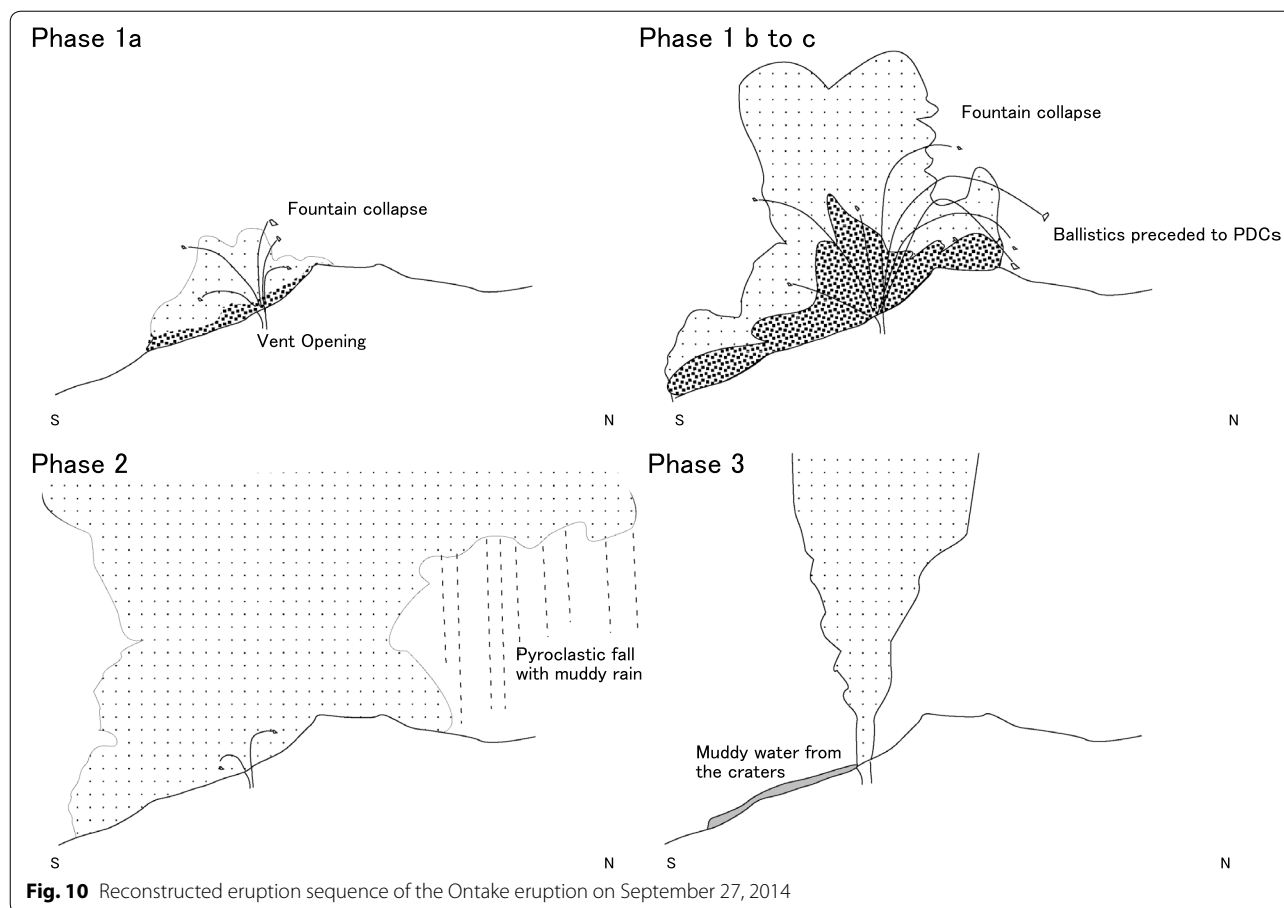 Phase 1a
Fountain collapse
Vent Opening
S N
Phase 1 b to c
Fountain collapse
Ballistics preceded to PDCs
S N
Phase 2
Pyroclastic fall
with muddy rain
S N
Phase 3
Muddy water from
the craters
S N
Fig. 10 Reconstructed eruption sequence of the Ontake eruption on September 27, 2014